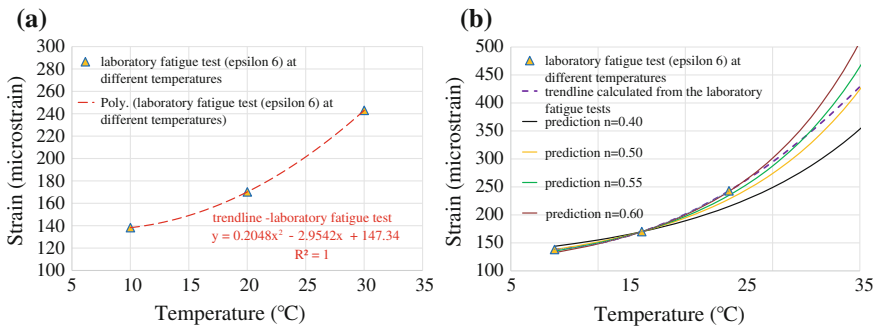 (a)
300
280
260
240
220
200
180
160
140
120
100
Strain (microstrain)
laboratory fatigue test (epsilon 6) at
different temperatures
Poly. (laboratory fatigue test (epsilon 6) at
different temperatures)
trendline -laboratory fatigue test
y = 0.2048x² - 2.9542x + 147.34
R² = 1
5 10 15 20 25 30 35
Temperature (°C)
(b)
500
450
400
350
300
250
200
150
100
Strain (microstrain)
laboratory fatigue test (epsilon 6) at
different temperatures
trendline calculated from the laboratory
fatigue tests
prediction n=0.40
prediction n=0.50
prediction n=0.55
prediction n=0.60
5 15 25 35
Temperature (°C)